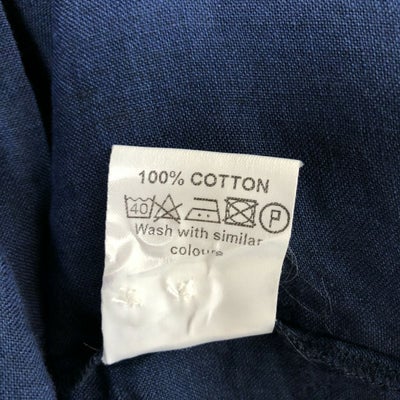 100% COTTON
40 P
Wash with similar
colours